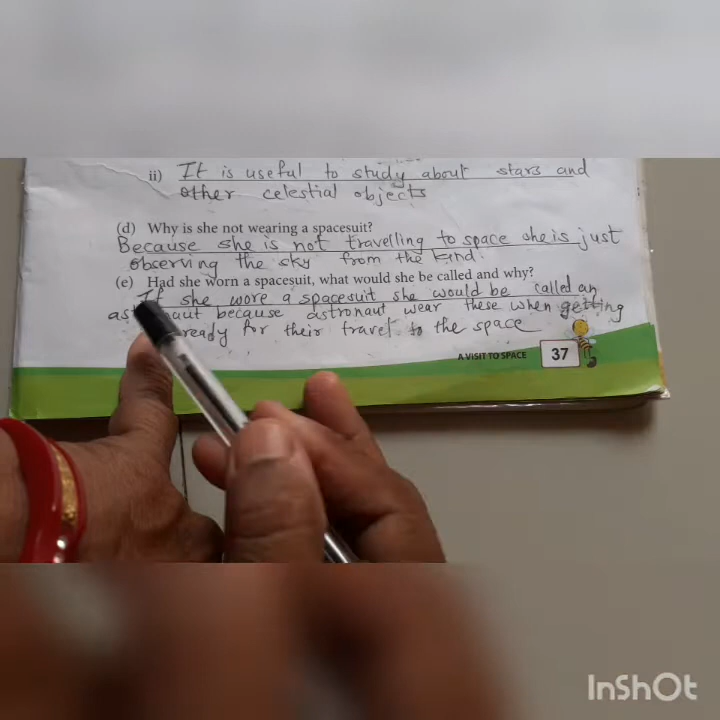 ii) It is useful to study about stars and
other celestial objects
(d) Why is she not wearing a spacesuit?
Because she is not travelling to space she is just
observing the sky from the land.
(e) Had she worn a spacesuit, what would she be called and why?
If she wore a spacesuit she would be called an
because astronaut wear these when getting
ready for their travel to the space
A VISIT TO SPACE 37
InShOt